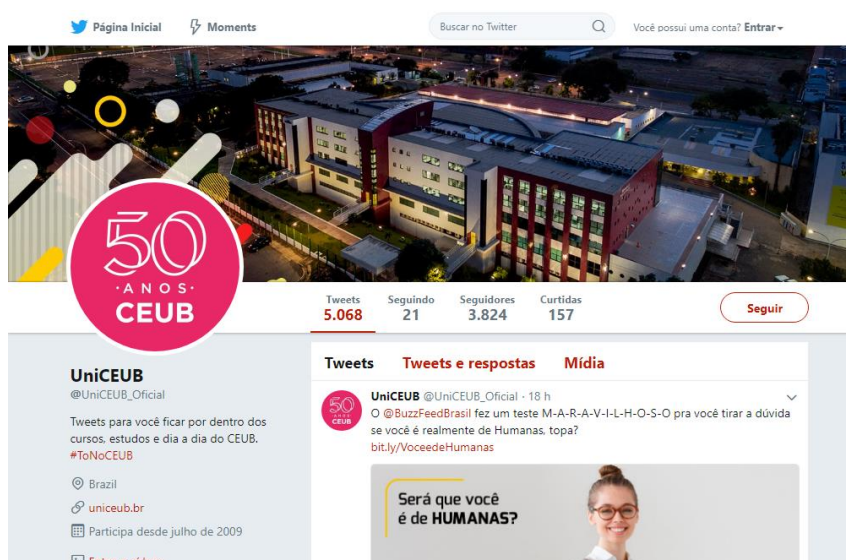 Página Inicial
Moments
Buscar no Twitter
Você possui uma conta? Entrar
50
·ANOS·
CEUB
Tweets
5.068
Seguindo
21
Seguidores
3.824
Curtidas
157
Seguir
UniCEUB
@UniCEUB_Oficial
Tweets para você ficar por dentro dos
cursos, estudos e dia a dia do CEUB.
#ToNoCEUB
Brazil
uniceub.br
Participa desde julho de 2009
Tweets
Tweets e respostas
Mídia
50
ANOS
CEUB
UniCEUB @UniCEUB_Oficial · 18 h
O @BuzzFeedBrasil fez um teste M-A-R-A-V-I-L-H-O-S-O pra você tirar a dúvida
se você é realmente de Humanas, topa?
bit.ly/VoceedeHumanas
Será que você
é de HUMANAS?